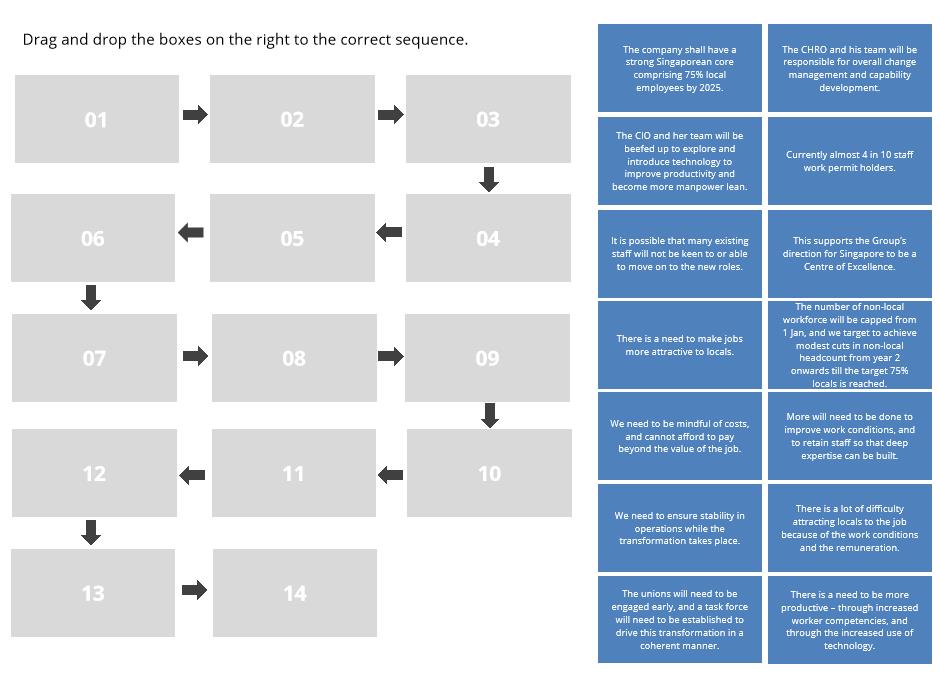 Drag and drop the boxes on the right to the correct sequence.
01
02
03
06
05
04
07
08
09
12
11
10
13
14
The company shall have a
strong Singaporean core
comprising 75% local
employees by 2025.
The CHRO and his team will be
responsible for overall change
management and capability
development.
The CIO and her team will be
beefed up to explore and
introduce technology to
improve productivity and
become more manpower lean.
Currently almost 4 in 10 staff
work permit holders.
It is possible that many existing
staff will not be keen to or able
to move on to the new roles.
This supports the Group's
direction for Singapore to be a
Centre of Excellence.
There is a need to make jobs
more attractive to locals.
The number of non-local
workforce will be capped from
1 Jan, and we target to achieve
modest cuts in non-local
headcount from year 2
onwards till the target 75%
locals is reached.
We need to be mindful of costs,
and cannot afford to pay
beyond the value of the job.
More will need to be done to
improve work conditions, and
to retain staff so that deep
expertise can be built.
We need to ensure stability in
operations while the
transformation takes place.
There is a lot of difficulty
attracting locals to the job
because of the work conditions
and the remuneration.
The unions will need to be
engaged early, and a task force
will need to be established to
drive this transformation in a
coherent manner.
There is a need to be more
productive – through increased
worker competencies, and
through the increased use of
technology.